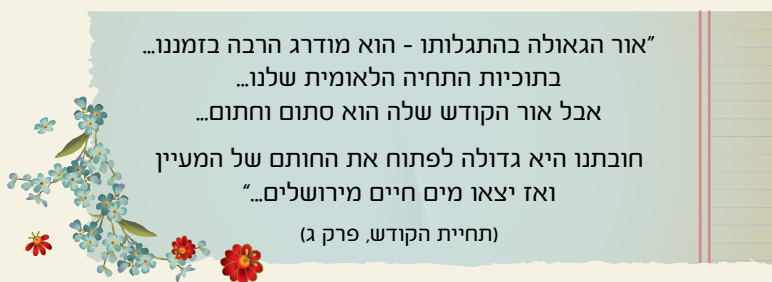 "אור הגאולה בהתגלותו - הוא מודרג הרבה בזמננו...
בתוכיות התחיה הלאומית שלנו...
אבל אור הקודש שלה הוא סתום וחתום...
חובתנו היא גדולה לפתוח את החותם של המעיין
ואז יצאו מים חיים מירושלים..."
(תחיית הקודש, פרק ג)